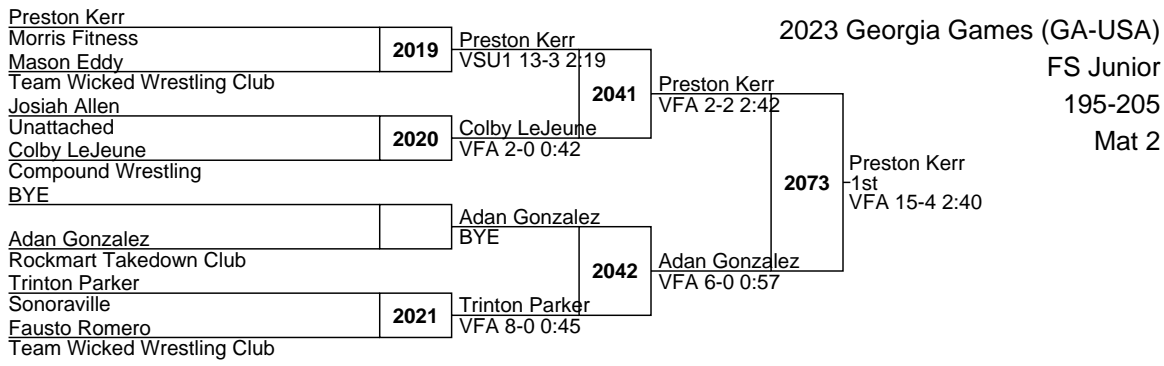 Preston Kerr
Morris Fitness
Mason Eddy
Team Wicked Wrestling Club
Josiah Allen
Unattached
Colby LeJeune
Compound Wrestling
BYE
Adan Gonzalez
Rockmart Takedown Club
Trinton Parker
Sonoraville
Fausto Romero
Team Wicked Wrestling Club
2019
2020
2021
Preston Kerr
VSU1 13-3 2:19
Colby LeJeune
VFA 2-0 0:42
Adan Gonzalez
BYE
Trinton Parker
VFA 8-0 0:45
2041
2042
Preston Kerr
VFA 2-2 2:42
Adan Gonzalez
VFA 6-0 0:57
2073
Preston Kerr
1st
VFA 15-4 2:40
2023 Georgia Games (GA-USA)
FS Junior
195-205
Mat 2